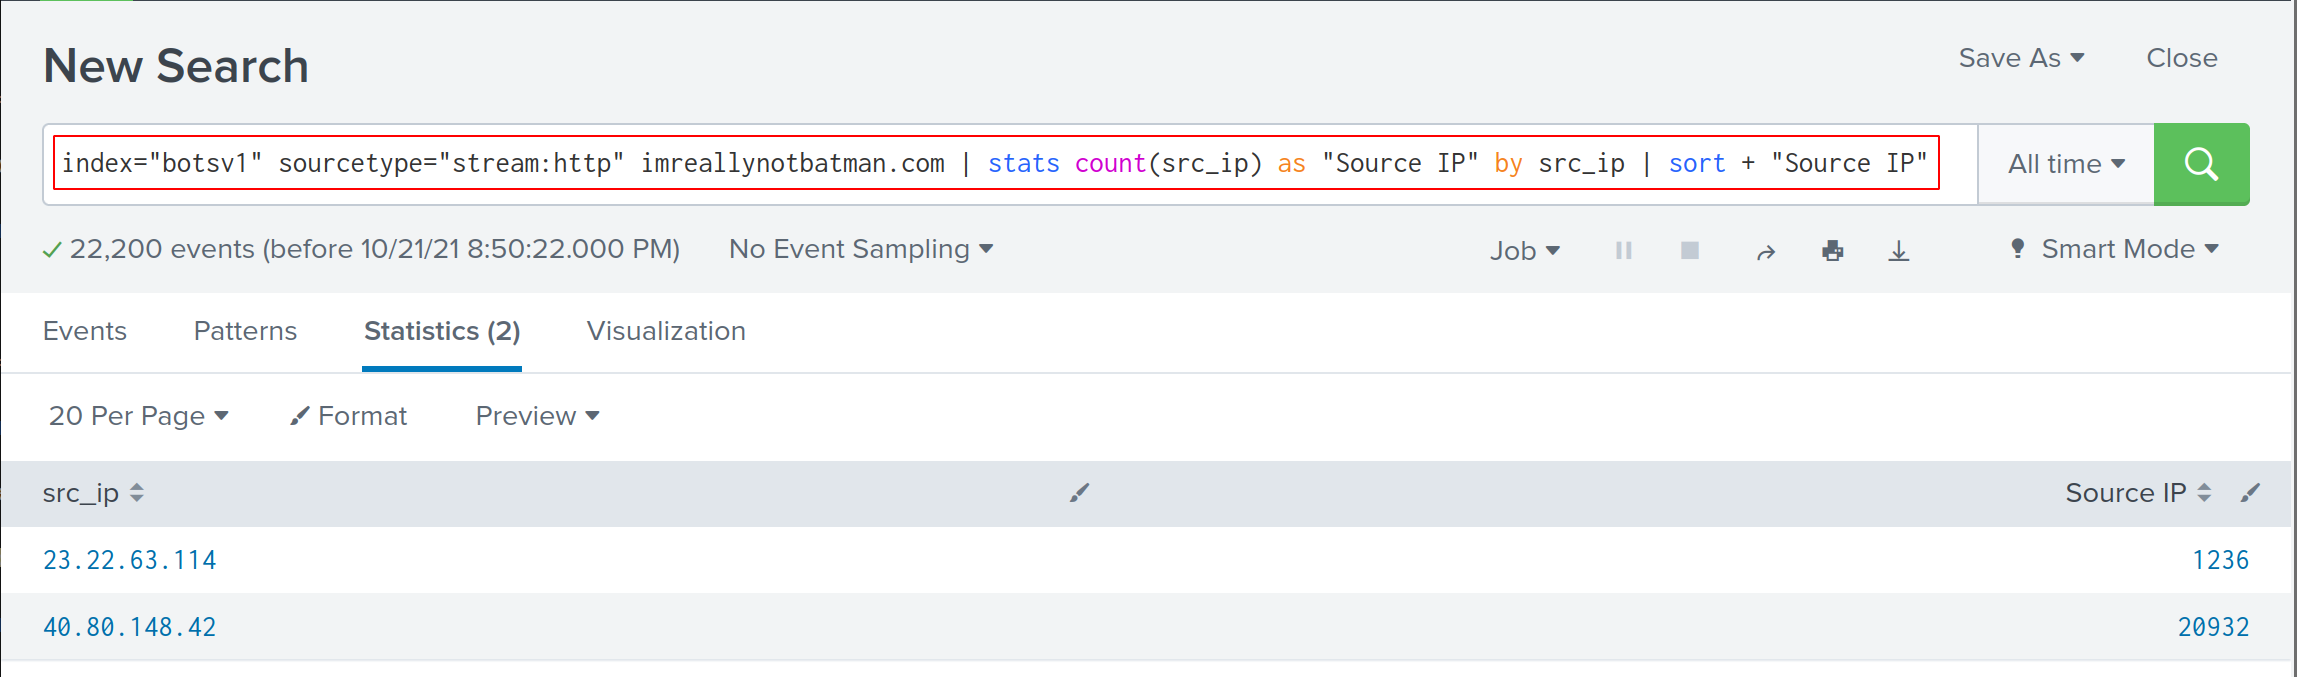 New Search
Save As Close
index="botsv1" sourcetype="stream:http" imreallynotbatman.com | stats count(src_ip) as "Source IP" by src_ip | sort + "Source IP"
All time
22,200 events (before 10/21/21 8:50:22.000 PM) No Event Sampling Job Smart Mode
Events Patterns Statistics (2) Visualization
20 Per Page Format Preview
src_ip Source IP
23.22.63.114 1236
40.80.148.42 20932